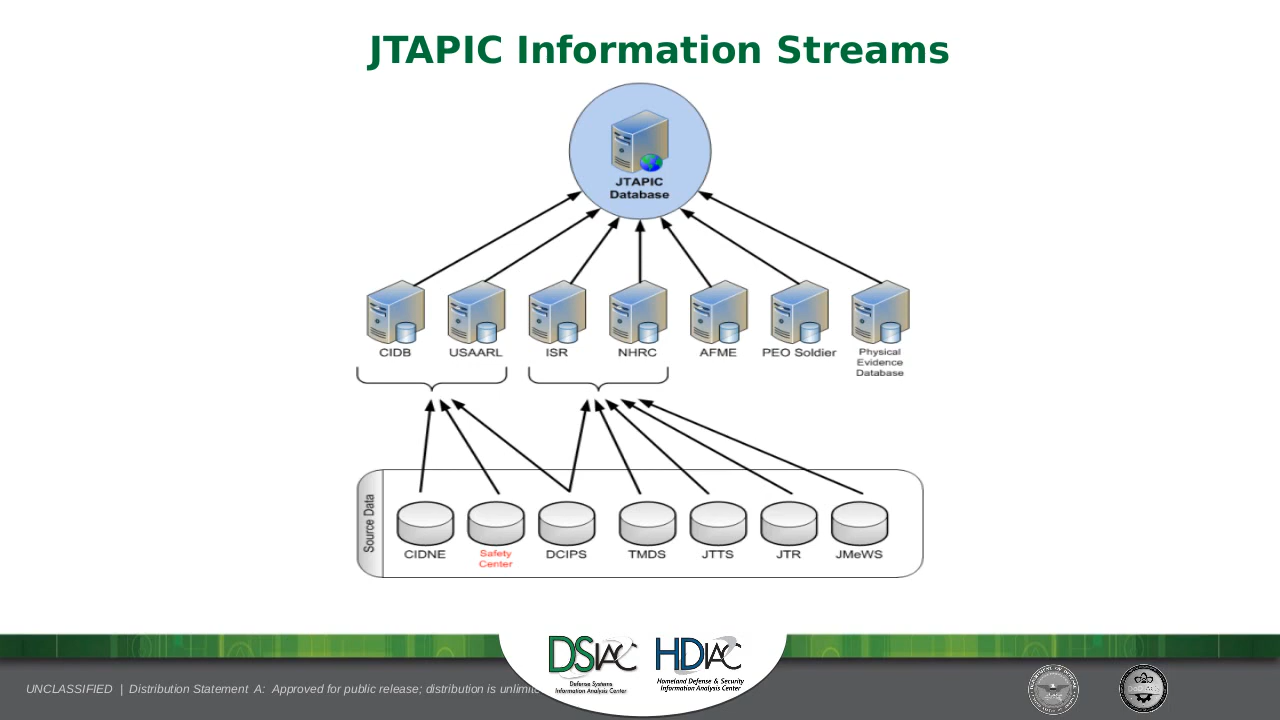 JTAPIC Information Streams
JTAPIC
Database
CIDB
USAARL
ISR
NHRC
AFME
PEO Soldier
Physical
Evidence
Database
Source Data
CIDNE
Safety
Center
DCIPS
TMDS
JTTS
JTR
JMeWS
DSIAC
Defense Systems
Information Analysis Center
HDIAC
Homeland Defense & Security
Information Analysis Center
UNCLASSIFIED | Distribution Statement A: Approved for public release; distribution is